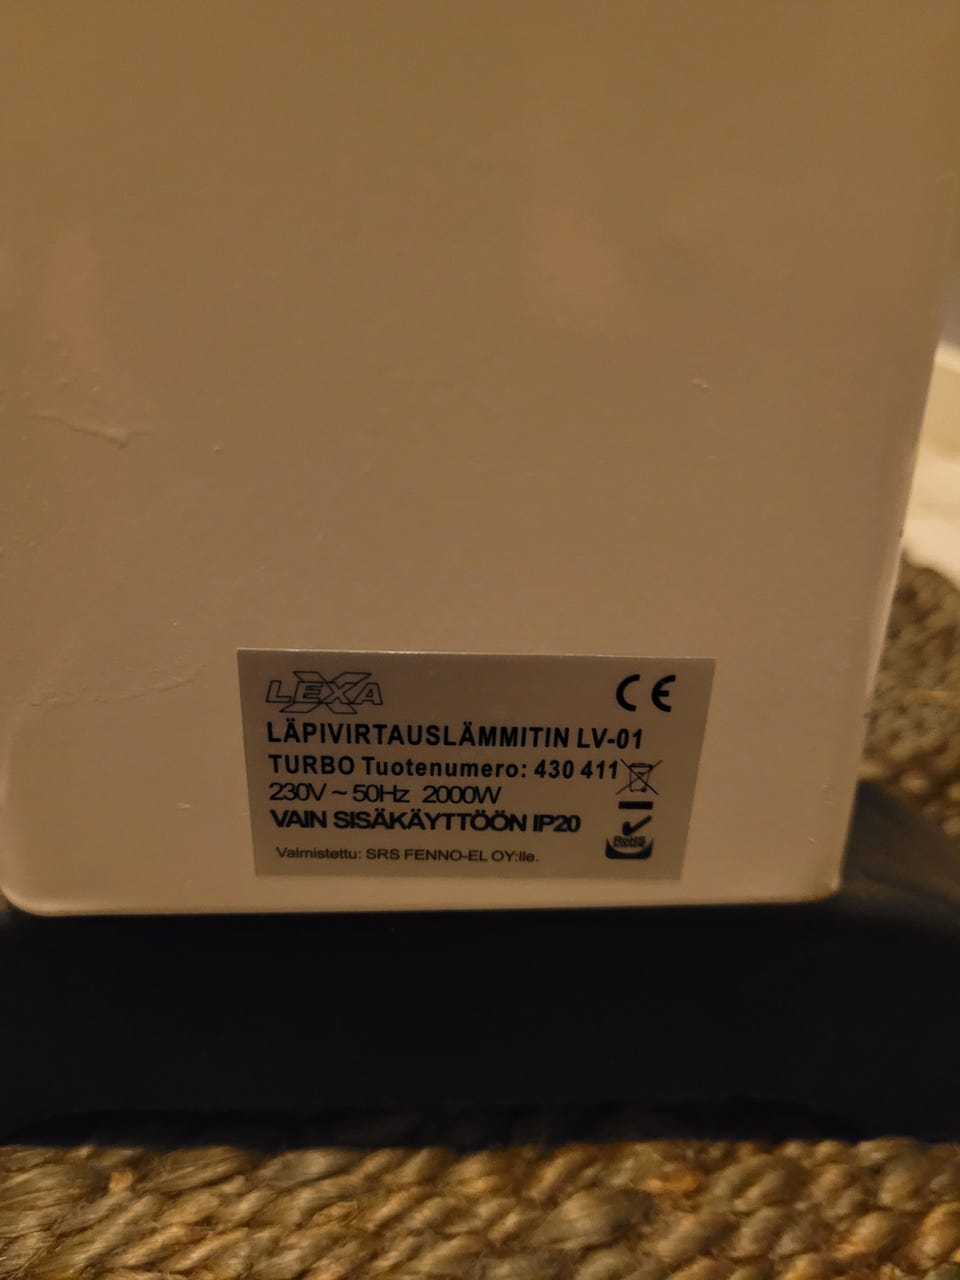 LEXA
CE
LÄPIVIRTAUSLÄMMITIN LV-01
TURBO Tuotenumero: 430 411
230V ~ 50Hz 2000W
VAIN SISÄKÄYTTÖÖN IP20
RoHS
Valmistettu: SRS FENNO-EL OY:lle.